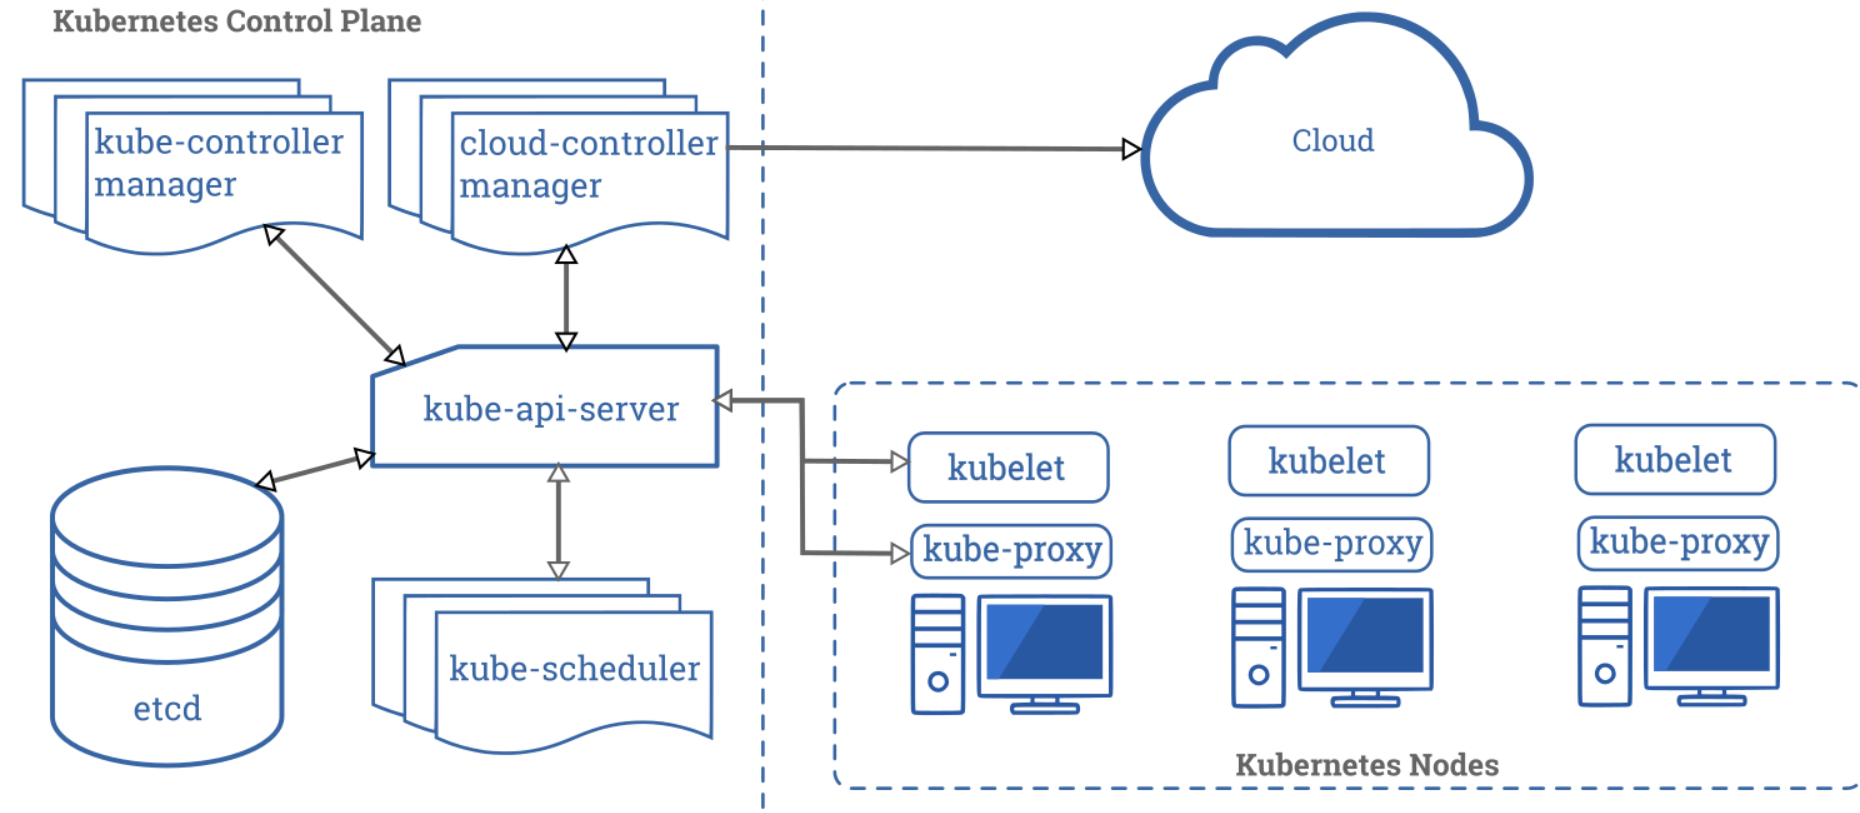 Kubernetes Control Plane
kube-controller
manager
cloud-controller
manager
Cloud
kube-api-server
kubelet
kubelet
kubelet
kube-proxy
kube-proxy
kube-proxy
etcd
kube-scheduler
Kubernetes Nodes